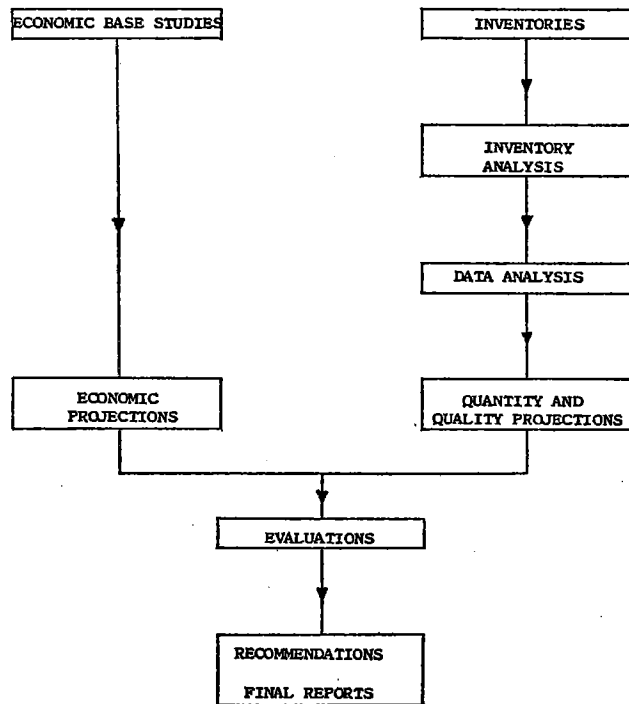 ECONOMIC BASE STUDIES
INVENTORIES
INVENTORY
ANALYSIS
DATA ANALYSIS
ECONOMIC
PROJECTIONS
QUANTITY AND
QUALITY PROJECTIONS
EVALUATIONS
RECOMMENDATIONS
FINAL REPORTS